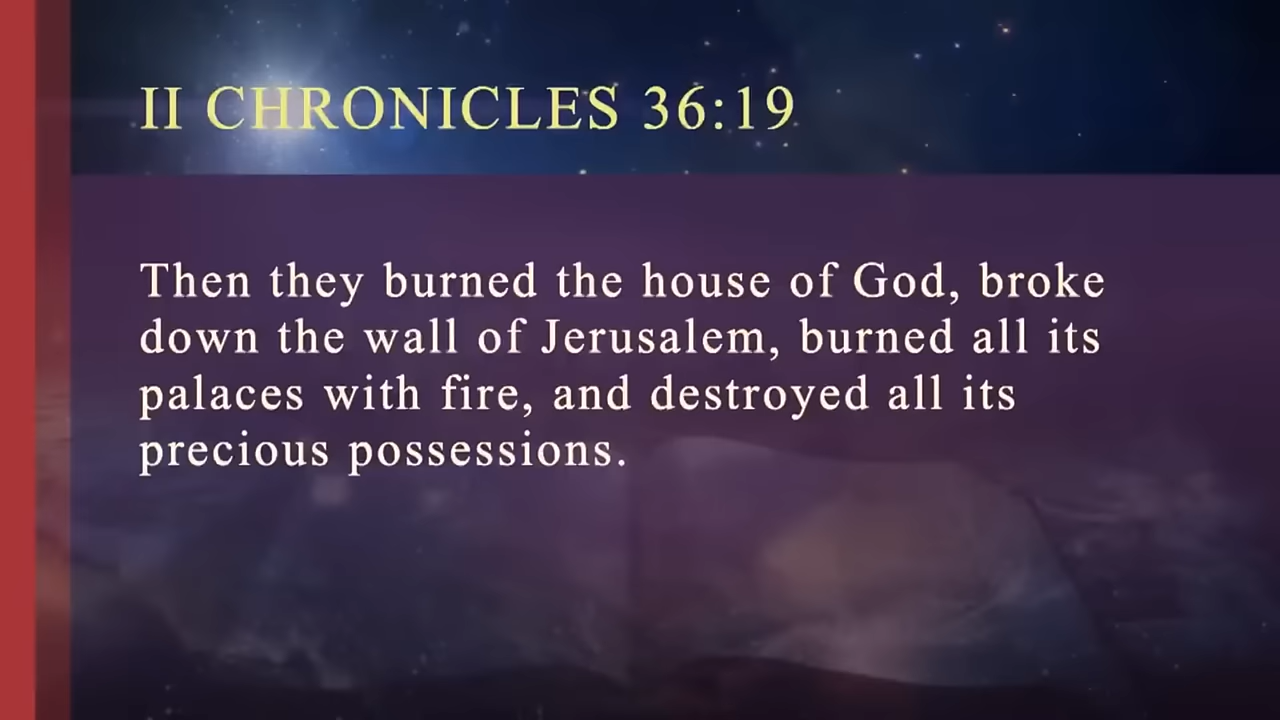 II CHRONICLES 36:19
Then they burned the house of God, broke
down the wall of Jerusalem, burned all its
palaces with fire, and destroyed all its
precious possessions.